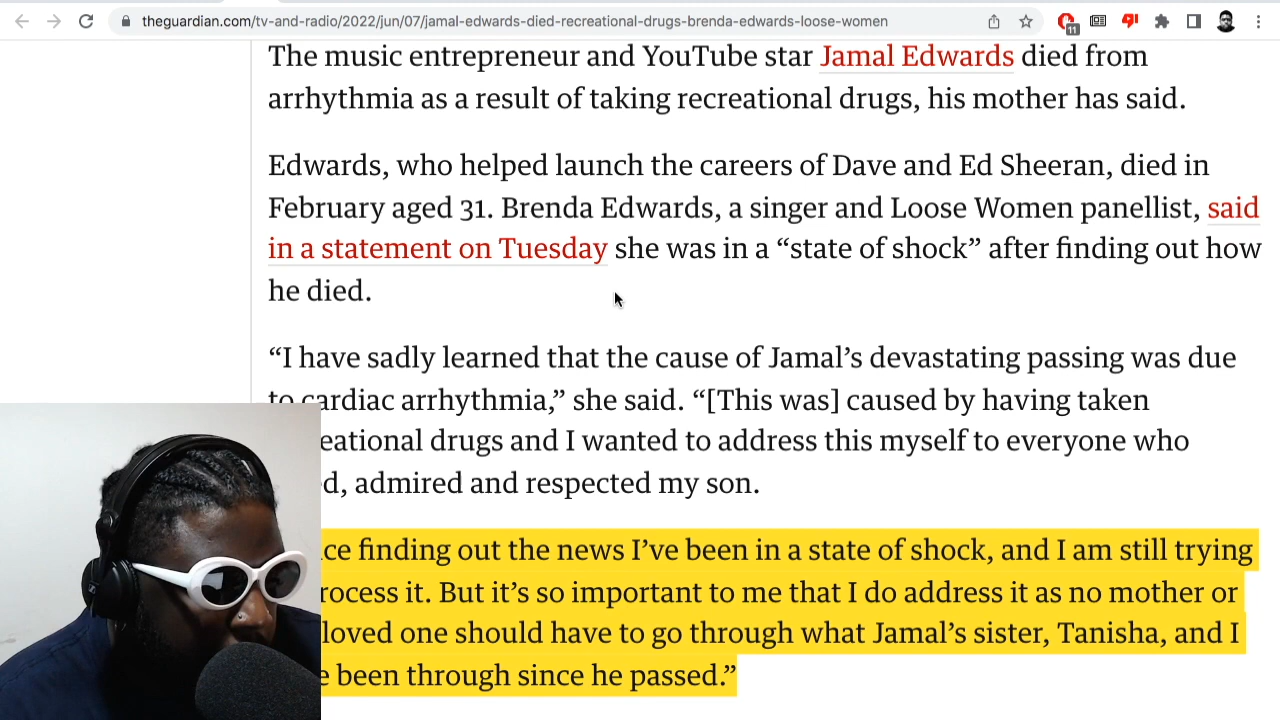 theguardian.com/tv-and-radio/2022/jun/07/jamal-edwards-died-recreational-drugs-brenda-edwards-loose-women
11
The music entrepreneur and YouTube star Jamal Edwards died from
arrhythmia as a result of taking recreational drugs, his mother has said.
Edwards, who helped launch the careers of Dave and Ed Sheeran, died in
February aged 31. Brenda Edwards, a singer and Loose Women panellist, said
in a statement on Tuesday she was in a “state of shock” after finding out how
he died.
“I have sadly learned that the cause of Jamal’s devastating passing was due
to cardiac arrhythmia,” she said. “[This was] caused by having taken
eational drugs and I wanted to address this myself to everyone who
d, admired and respected my son.
ce finding out the news I’ve been in a state of shock, and I am still trying
rocess it. But it’s so important to me that I do address it as no mother or
loved one should have to go through what Jamal’s sister, Tanisha, and I
e been through since he passed.”